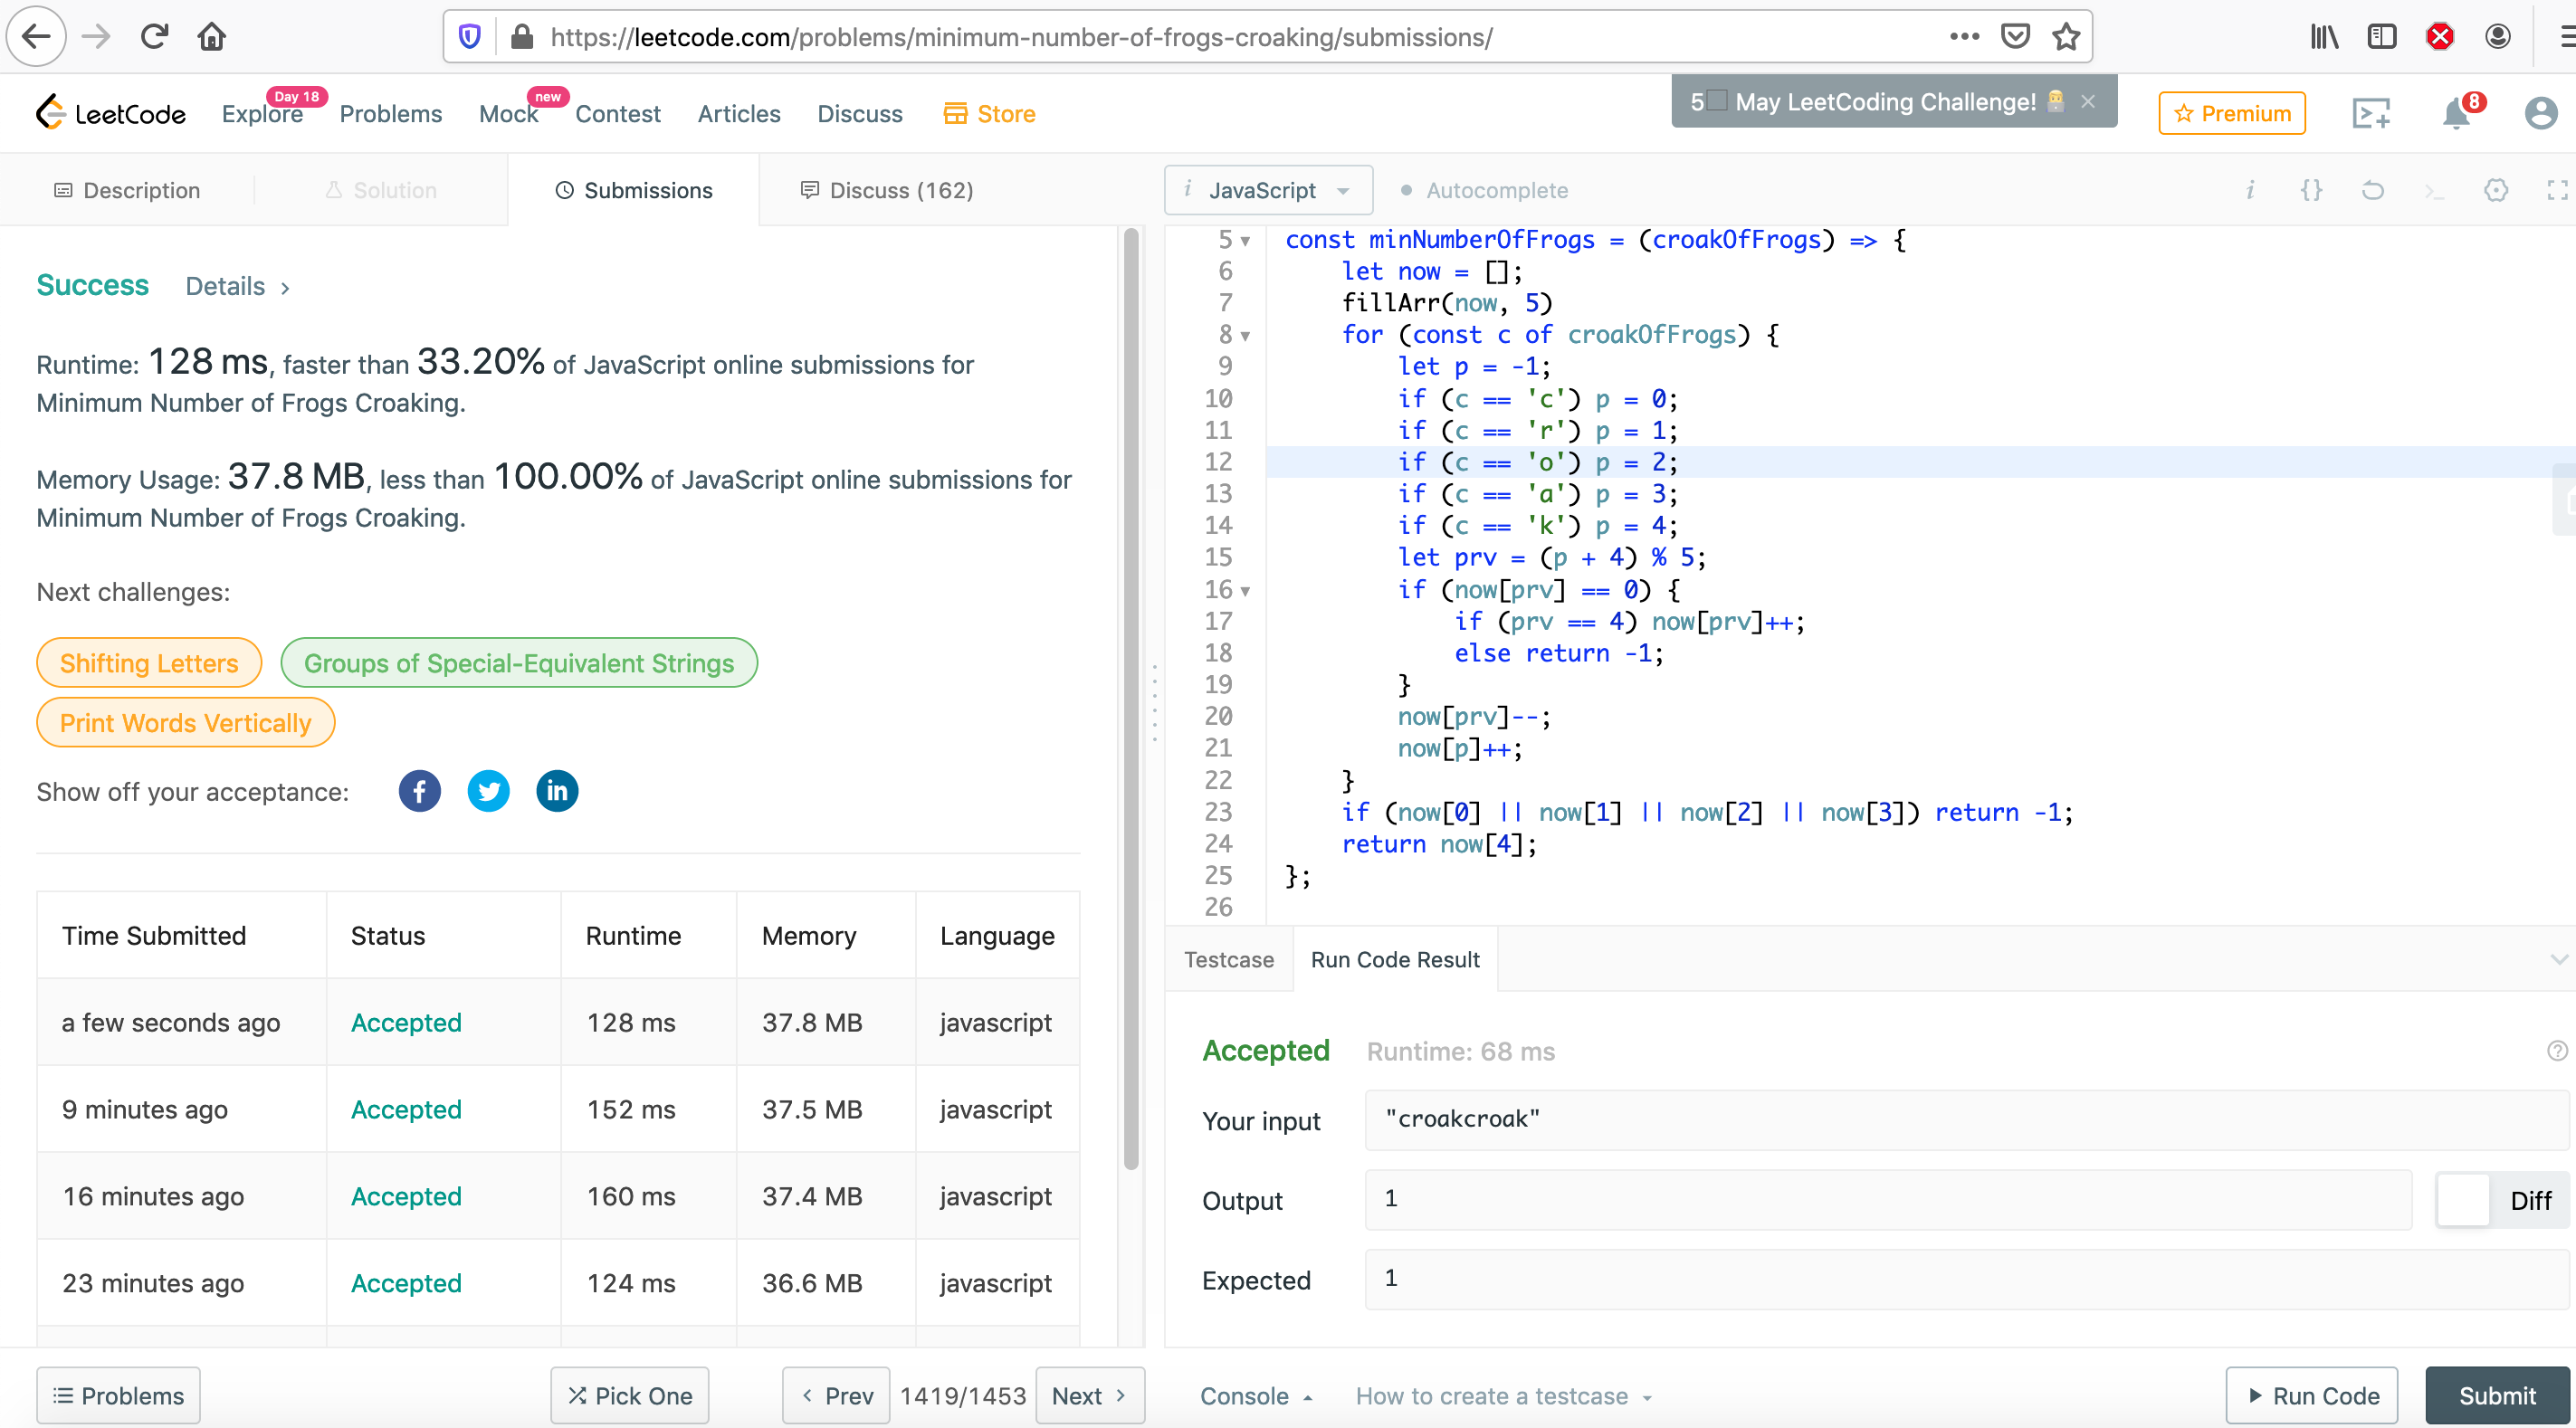 https://leetcode.com/problems/minimum-number-of-frogs-croaking/submissions/
LeetCode
Explore
Day 18
Problems
Mock
new
Contest
Articles
Discuss
Store
5 May LeetCoding Challenge!
Premium
8
Description
Solution
Submissions
Discuss (162)
i JavaScript
Autocomplete
Success
Details
Runtime: 128 ms, faster than 33.20% of JavaScript online submissions for
Minimum Number of Frogs Croaking.
Memory Usage: 37.8 MB, less than 100.00% of JavaScript online submissions for
Minimum Number of Frogs Croaking.
Next challenges:
Shifting Letters
Groups of Special-Equivalent Strings
Print Words Vertically
Show off your acceptance:
Time Submitted Status Runtime Memory Language
a few seconds ago Accepted 128 ms 37.8 MB javascript
9 minutes ago Accepted 152 ms 37.5 MB javascript
16 minutes ago Accepted 160 ms 37.4 MB javascript
23 minutes ago Accepted 124 ms 36.6 MB javascript
Problems
Pick One
Prev
1419/1453
Next
5 const minNumberOfFrogs = (croakOfFrogs) => {
6 let now = [];
7 fillArr(now, 5)
8 for (const c of croakOfFrogs) {
9 let p = -1;
10 if (c == 'c') p = 0;
11 if (c == 'r') p = 1;
12 if (c == 'o') p = 2;
13 if (c == 'a') p = 3;
14 if (c == 'k') p = 4;
15 let prv = (p + 4) % 5;
16 if (now[prv] == 0) {
17 if (prv == 4) now[prv]++;
18 else return -1;
19 }
20 now[prv]--;
21 now[p]++;
22 }
23 if (now[0] || now[1] || now[2] || now[3]) return -1;
24 return now[4];
25 };
26
Testcase
Run Code Result
Accepted
Runtime: 68 ms
Your input
"croakcroak"
Output
1
Diff
Expected
1
Console
How to create a testcase
Run Code
Submit